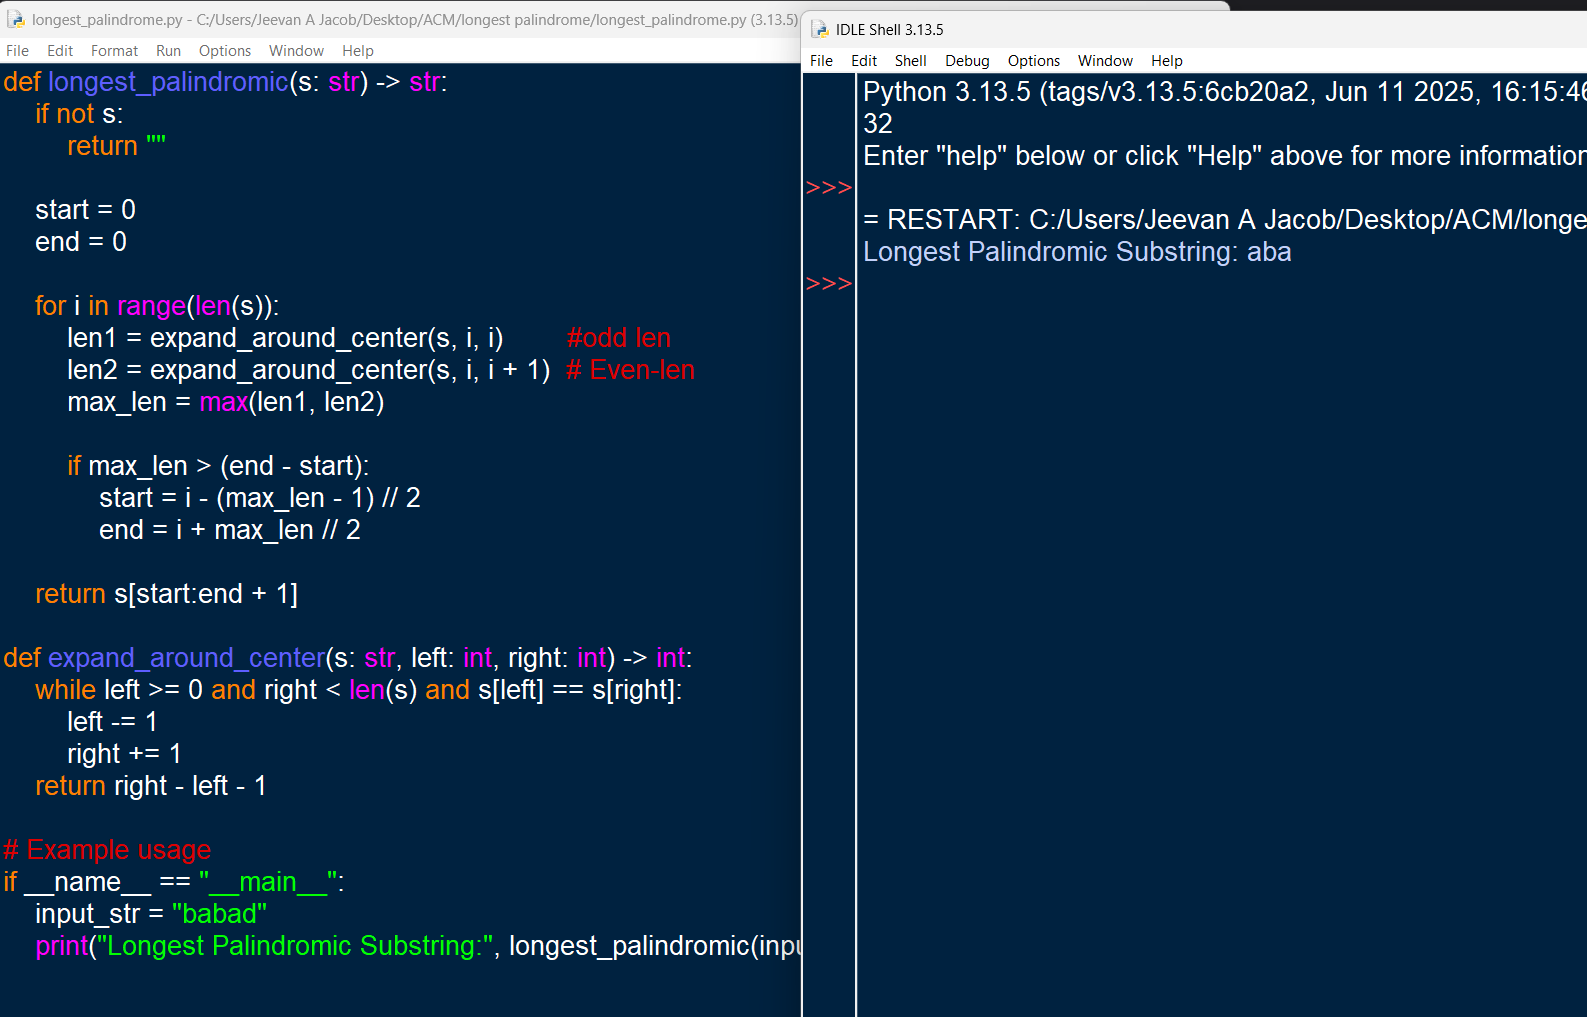 longest_palindrome.py - C:/Users/Jeevan A Jacob/Desktop/ACM/longest palindrome/longest_palindrome.py (3.13.5)
File Edit Format Run Options Window Help
def longest_palindromic(s: str) -> str:
    if not s:
        return ""

    start = 0
    end = 0

    for i in range(len(s)):
        len1 = expand_around_center(s, i, i)        #odd len
        len2 = expand_around_center(s, i, i + 1)  # Even-len
        max_len = max(len1, len2)

        if max_len > (end - start):
            start = i - (max_len - 1) // 2
            end = i + max_len // 2

    return s[start:end + 1]

def expand_around_center(s: str, left: int, right: int) -> int:
    while left >= 0 and right < len(s) and s[left] == s[right]:
        left -= 1
        right += 1
    return right - left - 1

# Example usage
if __name__ == "__main__":
    input_str = "babad"
    print("Longest Palindromic Substring:", longest_palindromic(inpu
IDLE Shell 3.13.5
File Edit Shell Debug Options Window Help
Python 3.13.5 (tags/v3.13.5:6cb20a2, Jun 11 2025, 16:15:46
32
Enter "help" below or click "Help" above for more information
>>>
= RESTART: C:/Users/Jeevan A Jacob/Desktop/ACM/longe
Longest Palindromic Substring: aba
>>>